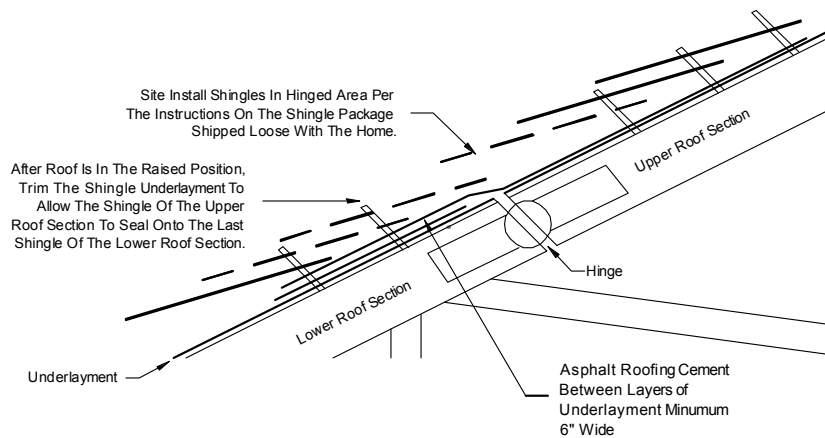 Site Install Shingles In Hinged Area Per
The Instructions On The Shingle Package
Shipped Loose With The Home.
After Roof Is In The Raised Position,
Trim The Shingle Underlayment To
Allow The Shingle Of The Upper
Roof Section To Seal Onto The Last
Shingle Of The Lower Roof Section.
Upper Roof Section
Hinge
Lower Roof Section
Underlayment
Asphalt Roofing Cement
Between Layers of
Underlayment Minumum
6" Wide